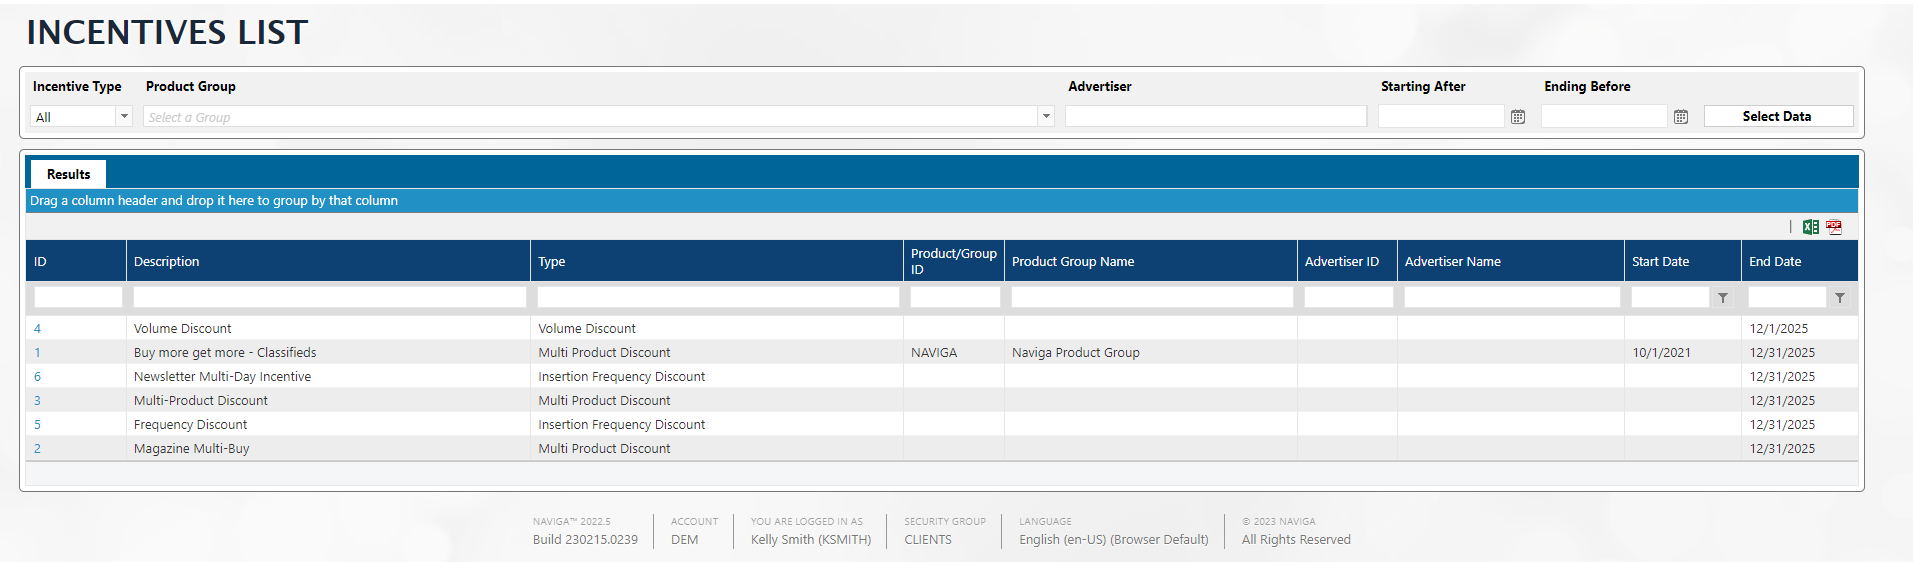 INCENTIVES LIST
Incentive Type Product Group Advertiser Starting After Ending Before
All Select a Group Select Data
Results
Drag a column header and drop it here to group by that column
ID Description Type Product/Group ID Product Group Name Advertiser ID Advertiser Name Start Date End Date
4 Volume Discount Volume Discount 12/1/2025
1 Buy more get more - Classifieds Multi Product Discount NAVIGA Naviga Product Group 10/1/2021 12/31/2025
6 Newsletter Multi-Day Incentive Insertion Frequency Discount 12/31/2025
3 Multi-Product Discount Multi Product Discount 12/31/2025
5 Frequency Discount Insertion Frequency Discount 12/31/2025
2 Magazine Multi-Buy Multi Product Discount 12/31/2025
NAVIGA™ 2022.5 ACCOUNT YOU ARE LOGGED IN AS SECURITY GROUP LANGUAGE © 2023 NAVIGA
Build 230215.0239 DEM Kelly Smith (KSMITH) CLIENTS English (en-US) (Browser Default) All Rights Reserved